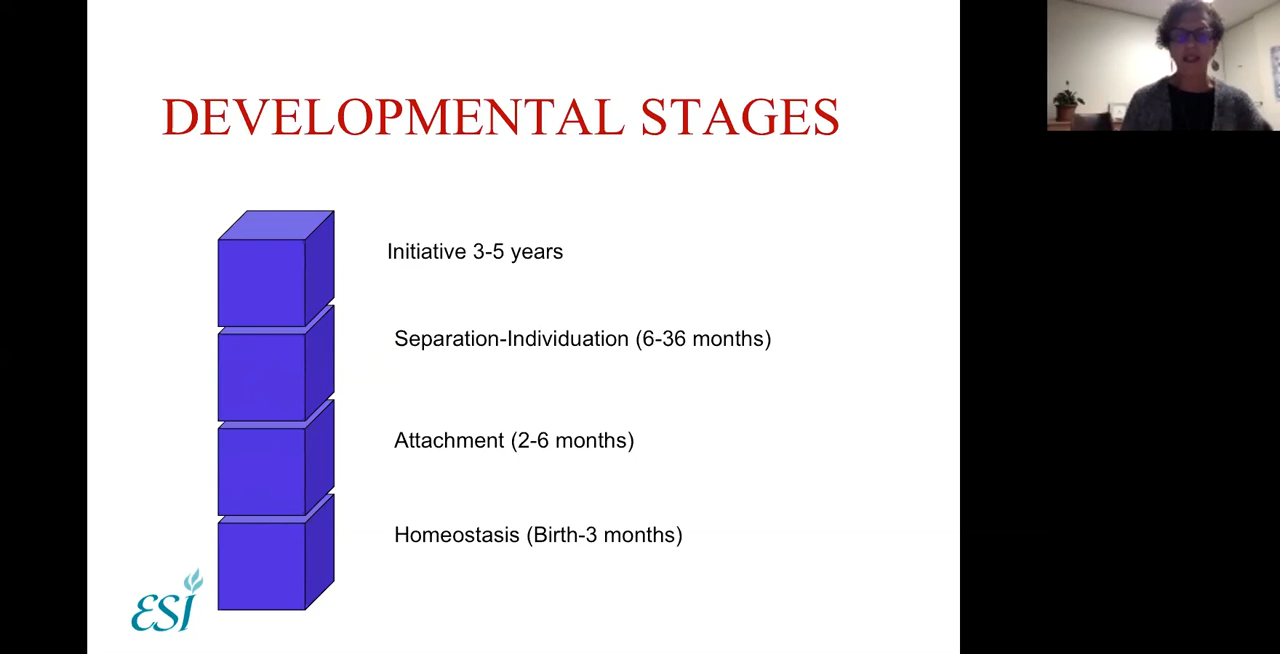 DEVELOPMENTAL STAGES
Initiative 3-5 years
Separation-Individuation (6-36 months)
Attachment (2-6 months)
Homeostasis (Birth-3 months)
ESI